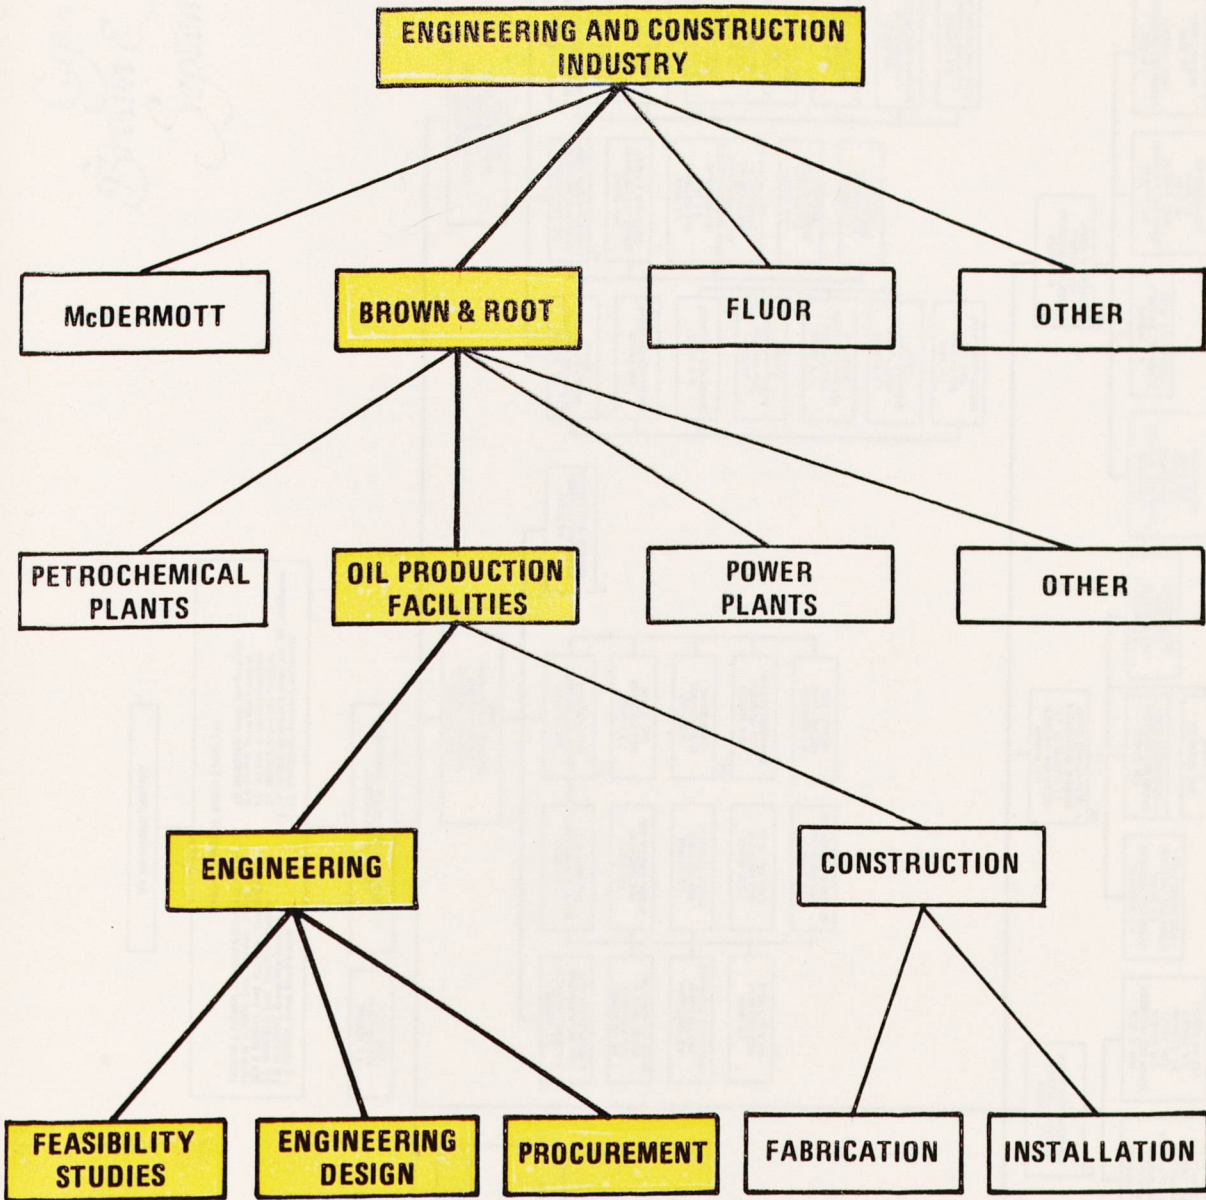 ENGINEERING AND CONSTRUCTION
INDUSTRY
McDERMOTT
BROWN & ROOT
FLUOR
OTHER
PETROCHEMICAL
PLANTS
OIL PRODUCTION
FACILITIES
POWER
PLANTS
OTHER
ENGINEERING
CONSTRUCTION
FEASIBILITY
STUDIES
ENGINEERING
DESIGN
PROCUREMENT
FABRICATION
INSTALLATION